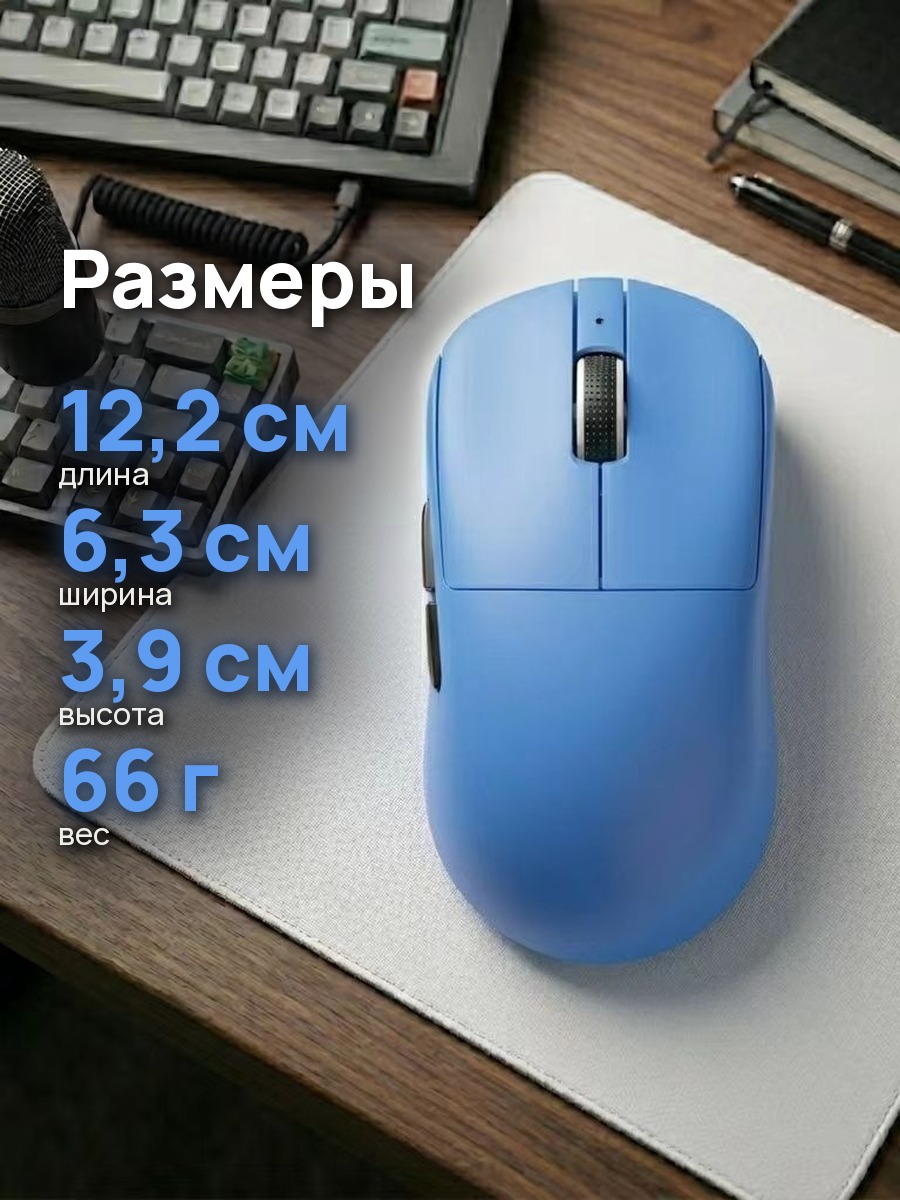 Размеры
12,2 см
длина
6,3 см
ширина
3,9 см
высота
66 г
вес